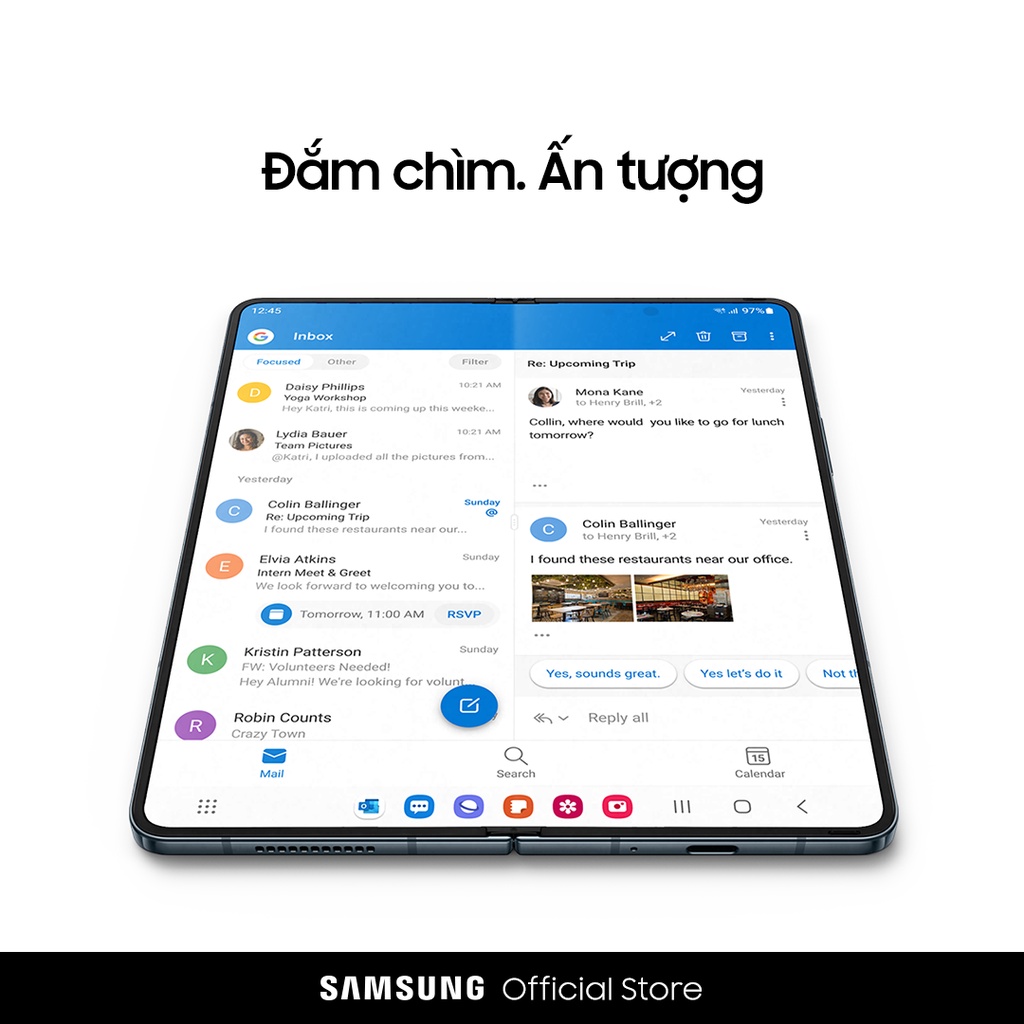 Đắm chìm. Ấn tượng
12:45
97%
G Inbox
Focused Other Filter
D Daisy Phillips 10:21 AM
Yoga Workshop
Hey Katri, this is coming up this weeke...
Lydia Bauer 10:21 AM
Team Pictures
@Katri, I uploaded all the pictures from...
Yesterday
C Colin Ballinger Sunday
Re: Upcoming Trip @
I found these restaurants near our...
E Elvia Atkins Sunday
Intern Meet & Greet
We look forward to welcoming you to...
Tomorrow, 11:00 AM RSVP
K Kristin Patterson Sunday
FW: Volunteers Needed!
Hey Alumni! We're looking for volunt...
R Robin Counts
Crazy Town
Re: Upcoming Trip
Mona Kane Yesterday
to Henry Brill, +2
Collin, where would you like to go for lunch
tomorrow?
...
C Colin Ballinger Yesterday
to Henry Brill, +2
I found these restaurants near our office.
...
Yes, sounds great. Yes let's do it Not th
Reply all
Mail Search 15 Calendar
SAMSUNG Official Store